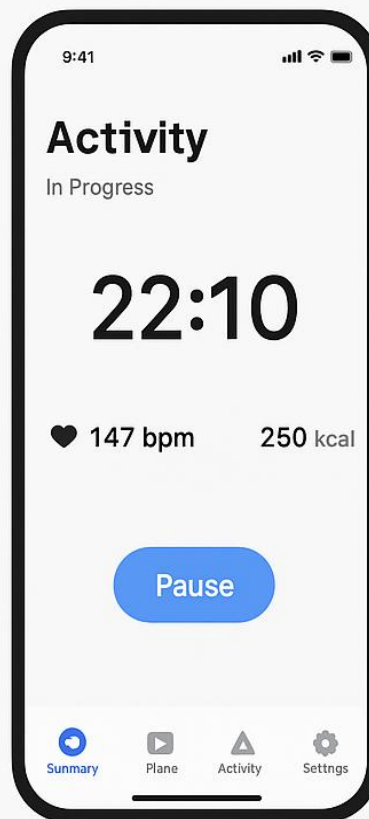 9:41
Activity
In Progress
22:10
147 bpm 250 kcal
Pause
Sunmary Plane Activity Settngs